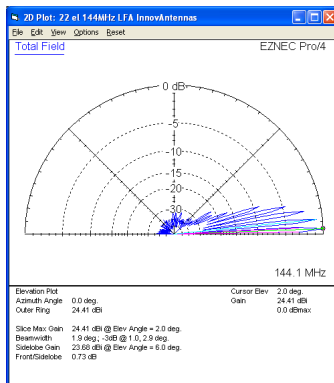 2D Plot: 22 el 144MHz LFA InnovAntennas
File Edit View Options Reset
Total Field EZNEC Pro/4
0 dB
-5
-10
-15
-20
-30
144.1 MHz
Elevation Plot Cursor Elev 2.0 deg.
Azimuth Angle 0.0 deg. Gain 24.41 dBi
Outer Ring 24.41 dBi 0.0 dBmax
Slice Max Gain 24.41 dBi @ Elev Angle = 2.0 deg.
Beamwidth 1.9 deg.; -3dB @ 1.0, 2.9 deg.
Sidelobe Gain 23.68 dBi @ Elev Angle = 6.0 deg.
Front/Sidelobe 0.73 dB